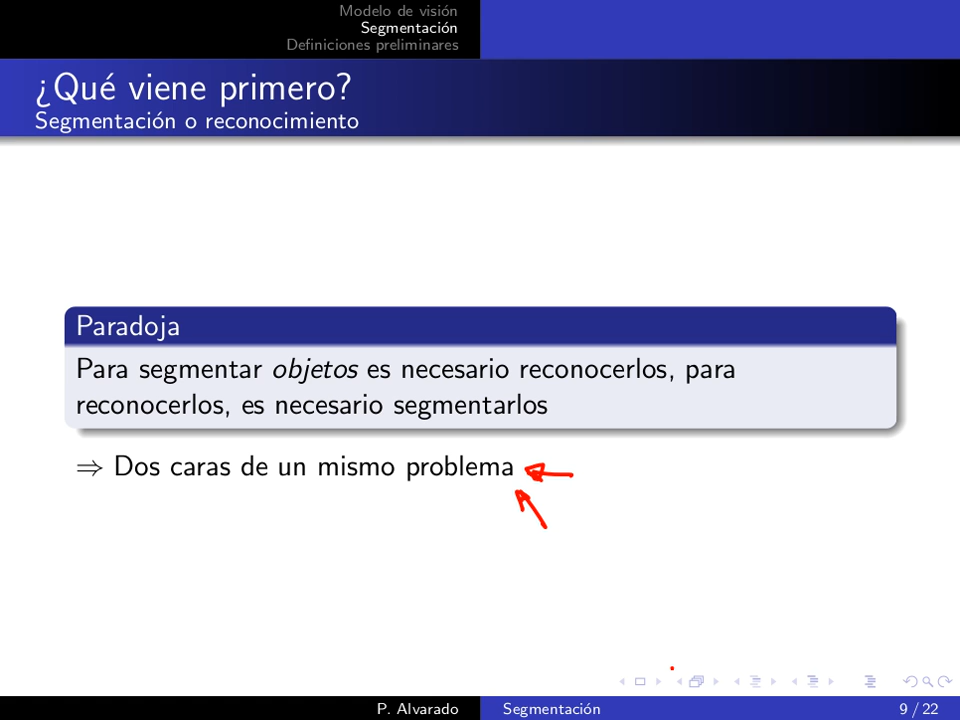 Modelo de visión
Segmentación
Definiciones preliminares
¿Qué viene primero?
Segmentación o reconocimiento
Paradoja
Para segmentar objetos es necesario reconocerlos, para
reconocerlos, es necesario segmentarlos
⇒ Dos caras de un mismo problema
P. Alvarado Segmentación 9 / 22